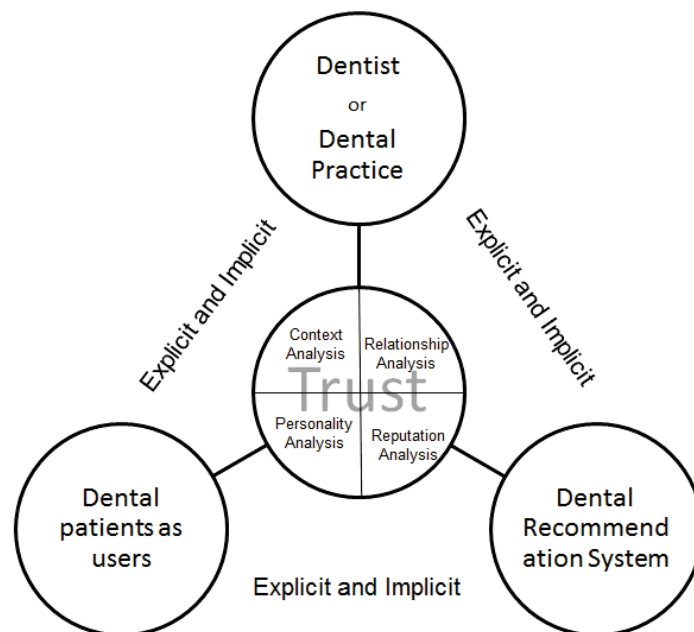 Dentist
or
Dental
Practice
Explicit and Implicit
Explicit and Implicit
Context
Analysis
Relationship
Analysis
Trust
Personality
Analysis
Reputation
Analysis
Dental
patients as
users
Dental
Recommend
ation System
Explicit and Implicit